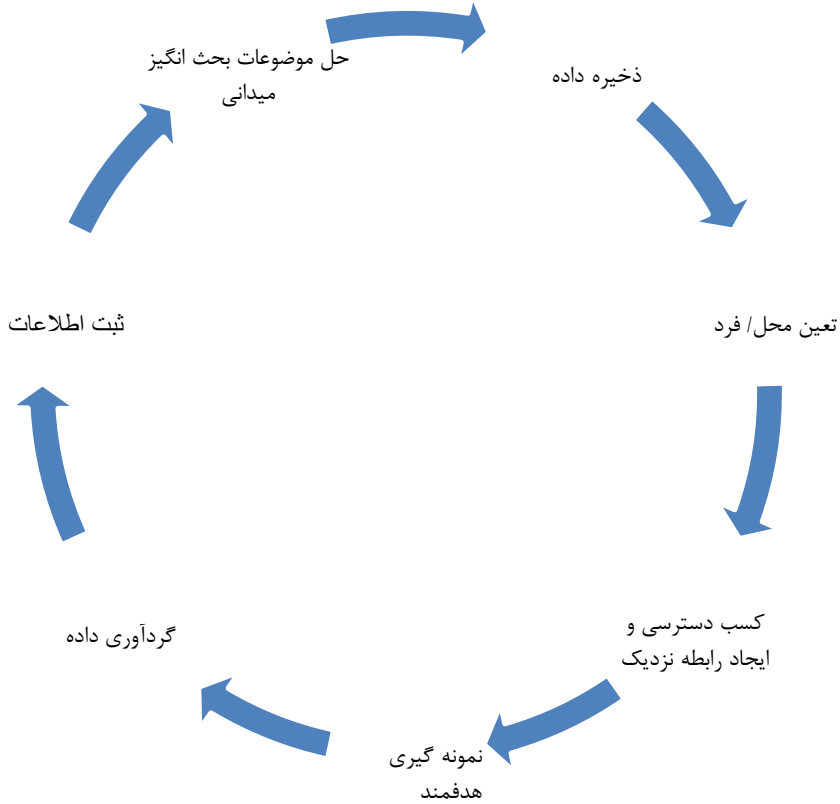 حل موضوعات بحث انگیز
میدانی
ذخیره داده
تعین محل/ فرد
کسب دسترسی و
ایجاد رابطه نزدیک
نمونه گیری
هدفمند
گردآوری داده
ثبت اطلاعات